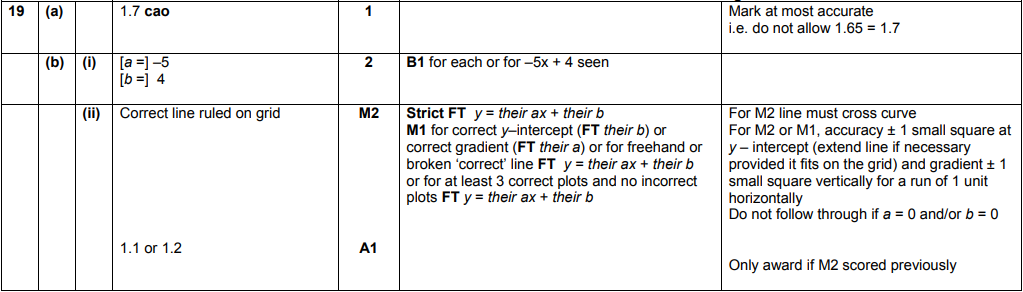 19 (a) 1.7 cao 1 Mark at most accurate
i.e. do not allow 1.65 = 1.7
(b) (i) [a =] –5 2 B1 for each or for –5x + 4 seen
[b =] 4
(ii) Correct line ruled on grid M2 Strict FT y = their ax + their b For M2 line must cross curve
M1 for correct y–intercept (FT their b) or For M2 or M1, accuracy ± 1 small square at
correct gradient (FT their a) or for freehand or y – intercept (extend line if necessary
broken ‘correct’ line FT y = their ax + their b provided it fits on the grid) and gradient ± 1
or for at least 3 correct plots and no incorrect small square vertically for a run of 1 unit
plots FT y = their ax + their b horizontally
Do not follow through if a = 0 and/or b = 0
1.1 or 1.2 A1
Only award if M2 scored previously